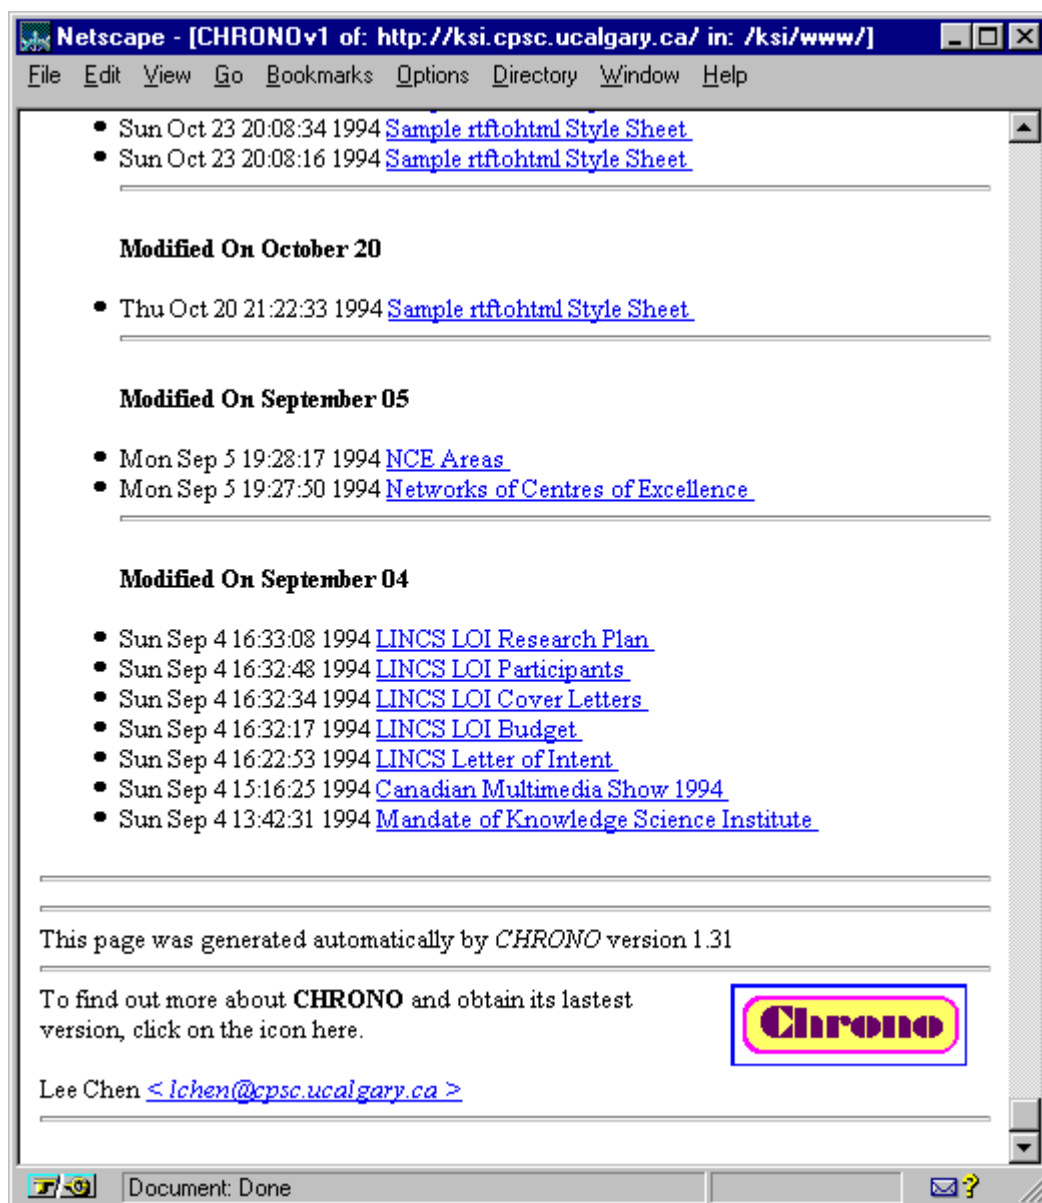 Netscape - [CHRONOv1 of: http://ksi.cpsc.ucalgary.ca/ in: /ksi/www/]
File Edit View Go Bookmarks Options Directory Window Help
Sun Oct 23 20:08:34 1994 Sample rtftohtml Style Sheet
Sun Oct 23 20:08:16 1994 Sample rtftohtml Style Sheet
Modified On October 20
Thu Oct 20 21:22:33 1994 Sample rtftohtml Style Sheet
Modified On September 05
Mon Sep 5 19:28:17 1994 NCE Areas
Mon Sep 5 19:27:50 1994 Networks of Centres of Excellence
Modified On September 04
Sun Sep 4 16:33:08 1994 LINCS LOI Research Plan
Sun Sep 4 16:32:48 1994 LINCS LOI Participants
Sun Sep 4 16:32:34 1994 LINCS LOI Cover Letters
Sun Sep 4 16:32:17 1994 LINCS LOI Budget
Sun Sep 4 16:22:53 1994 LINCS Letter of Intent
Sun Sep 4 15:16:25 1994 Canadian Multimedia Show 1994
Sun Sep 4 13:42:31 1994 Mandate of Knowledge Science Institute
This page was generated automatically by CHRONO version 1.31
To find out more about CHRONO and obtain its lastest
version, click on the icon here.
Chrono
Lee Chen < lchen@cpsc.ucalgary.ca >
Document: Done